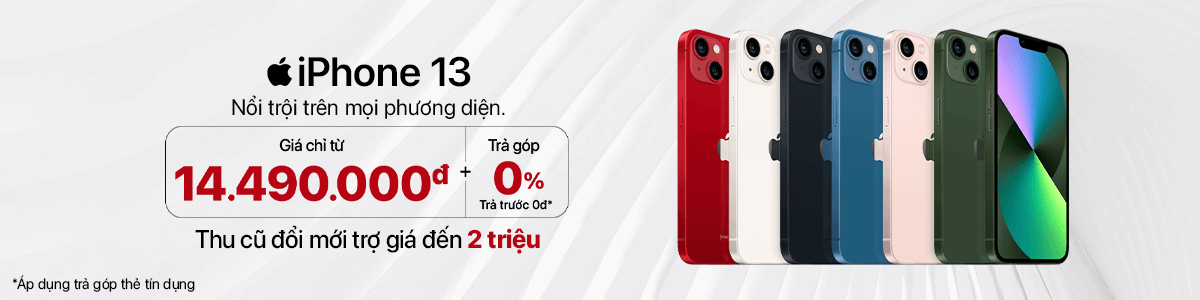 iPhone 13
Nổi trội trên mọi phương diện.
Giá chỉ từ
14.490.000đ
+
Trả góp
0%
Trả trước 0đ*
Thu cũ đổi mới trợ giá đến 2 triệu
*Áp dụng trả góp thẻ tín dụng